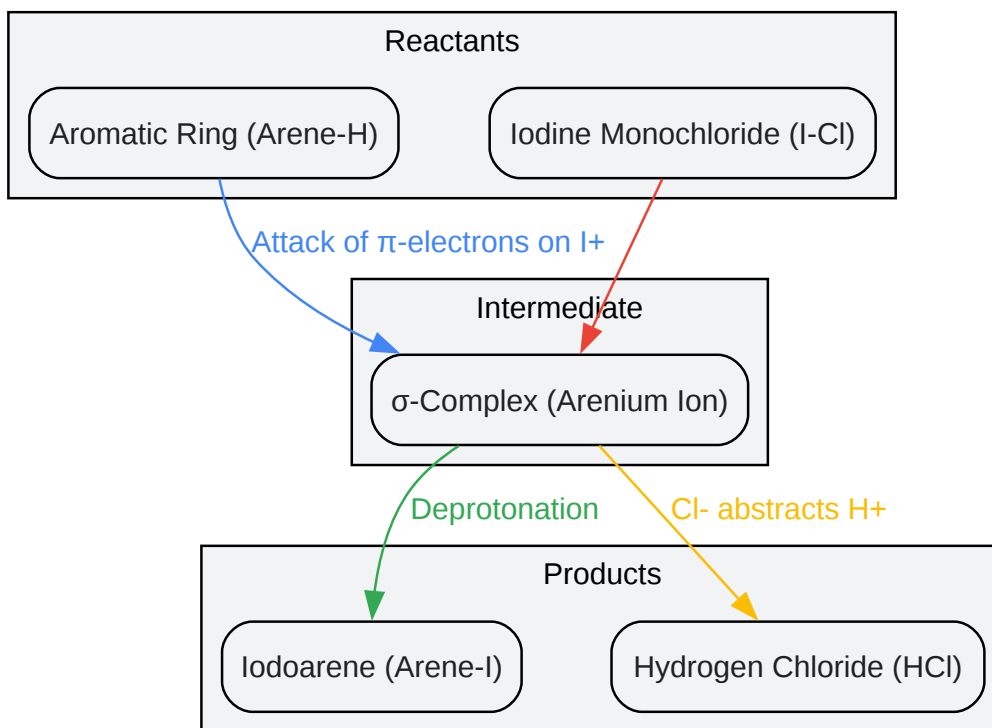 Reactants
Aromatic Ring (Arene-H)
Iodine Monochloride (I-Cl)
Attack of π-electrons on I+
Intermediate
σ-Complex (Arenium Ion)
Deprotonation
Cl- abstracts H+
Products
Iodoarene (Arene-I)
Hydrogen Chloride (HCl)